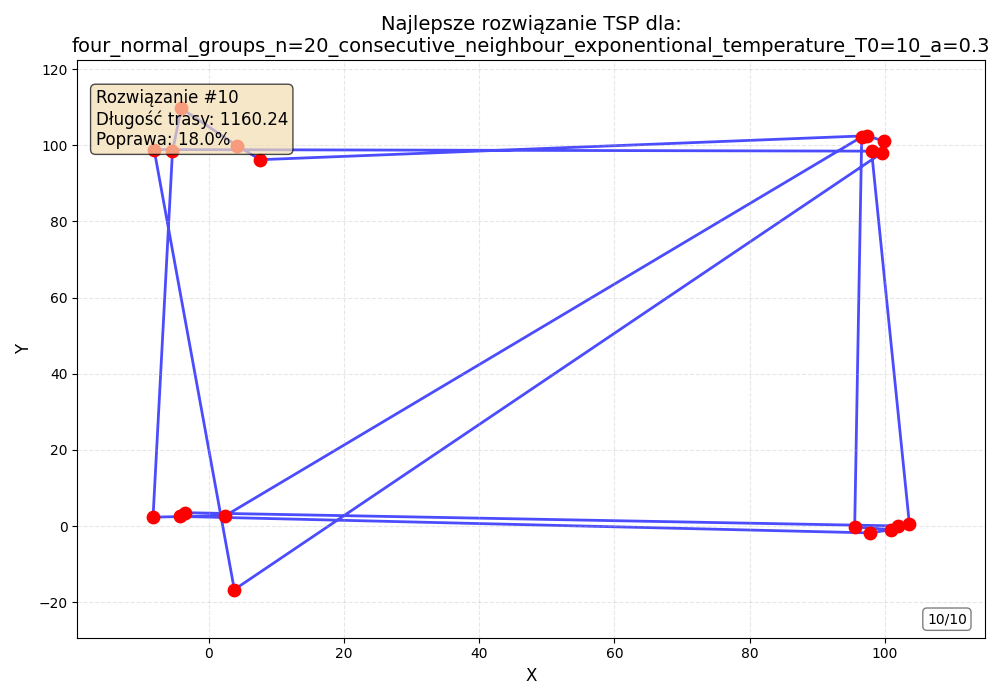 Najlepsze rozwiązanie TSP dla:
four_normal_groups_n=20_consecutive_neighbour_exponentional_temperature_T0=10_a=0.3
Rozwiązanie #10
Długość trasy: 1160.24
Poprawa: 18.0%
120
100
80
60
40
20
0
−20
Y
10/10
0
20
40
60
80
100
X